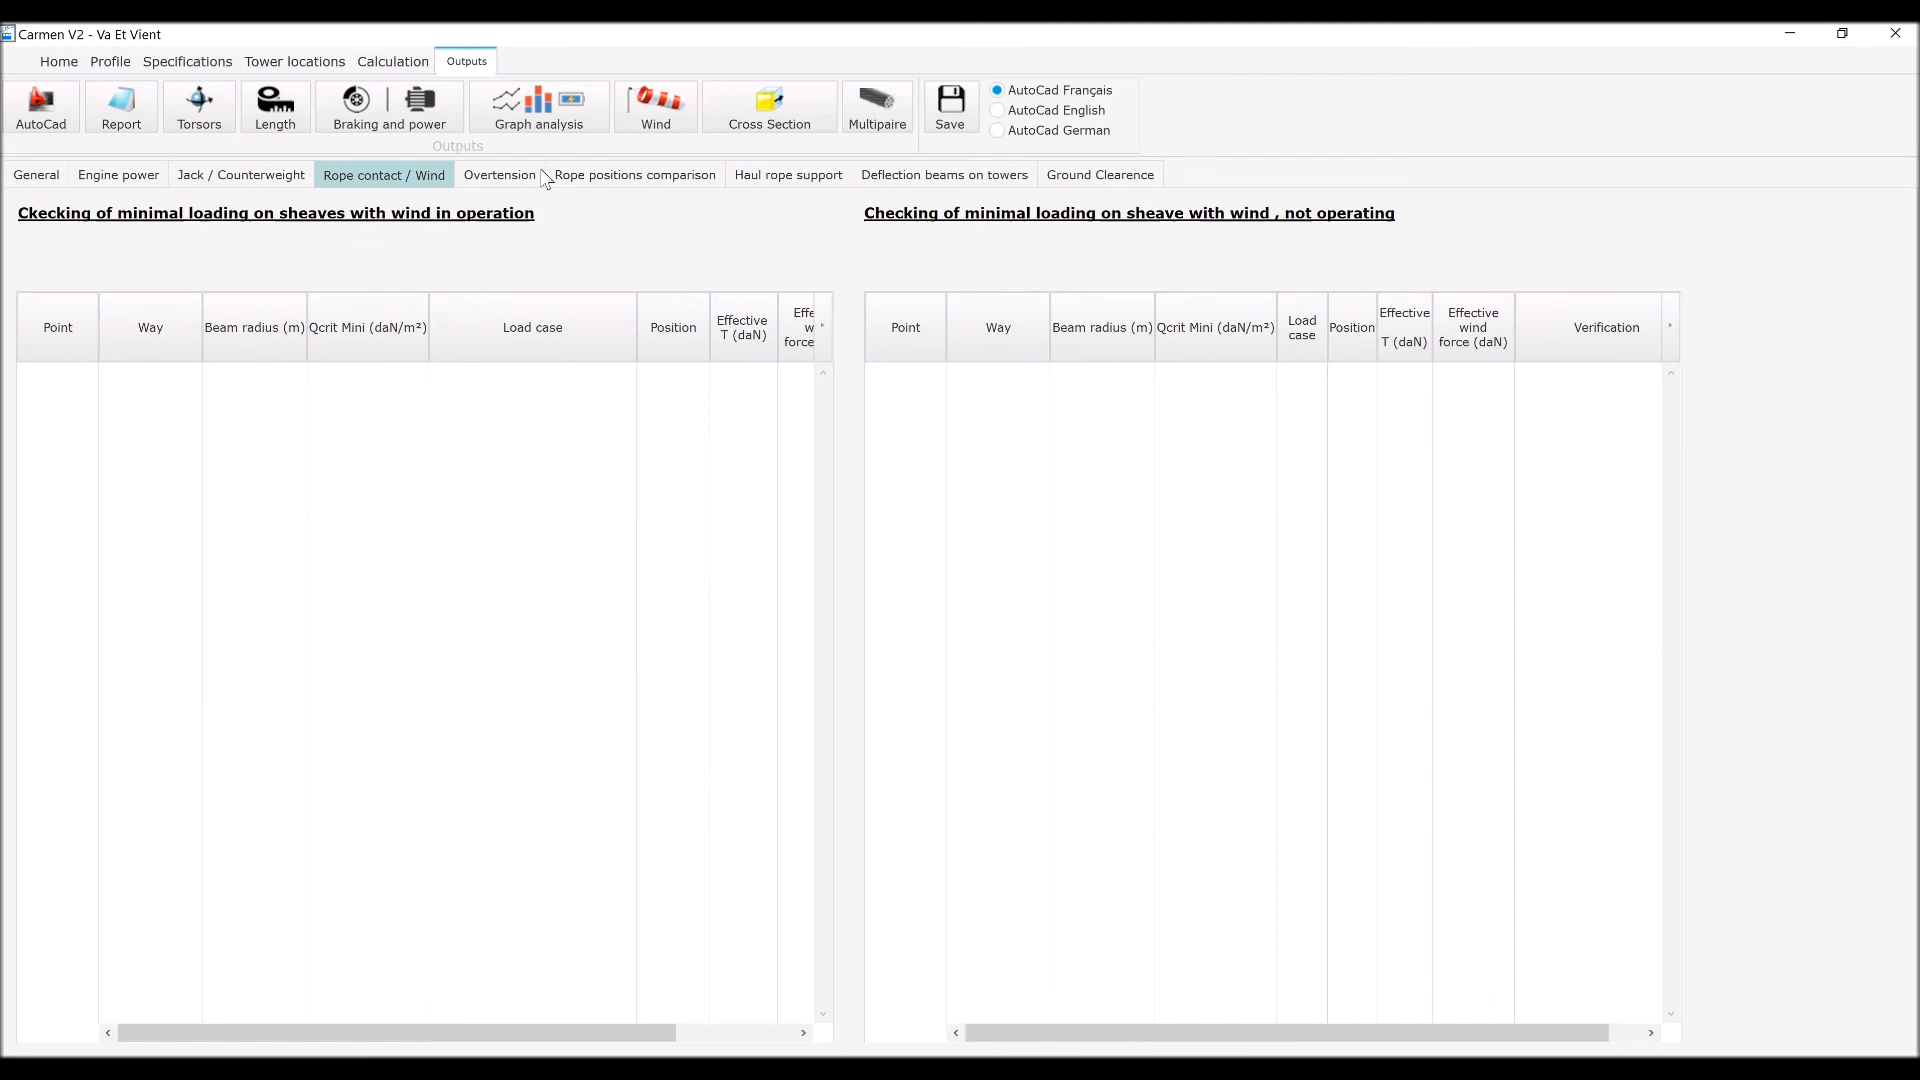 Carmen V2 - Va Et Vient
Home Profile Specifications Tower locations Calculation Outputs
AutoCad Report Torsors Length Braking and power Graph analysis Wind Cross Section Multipaire Save
AutoCad Français
AutoCad English
AutoCad German
Outputs
General Engine power Jack / Counterweight Rope contact / Wind Overtension Rope positions comparison Haul rope support Deflection beams on towers Ground Clearence
Ckecking of minimal loading on sheaves with wind in operation
Checking of minimal loading on sheave with wind , not operating
Point Way Beam radius (m) Qcrit Mini (daN/m²) Load case Position Effective T (daN)
Point Way Beam radius (m) Qcrit Mini (daN/m²) Load case Position Effective T (daN) Effective wind force (daN) Verification